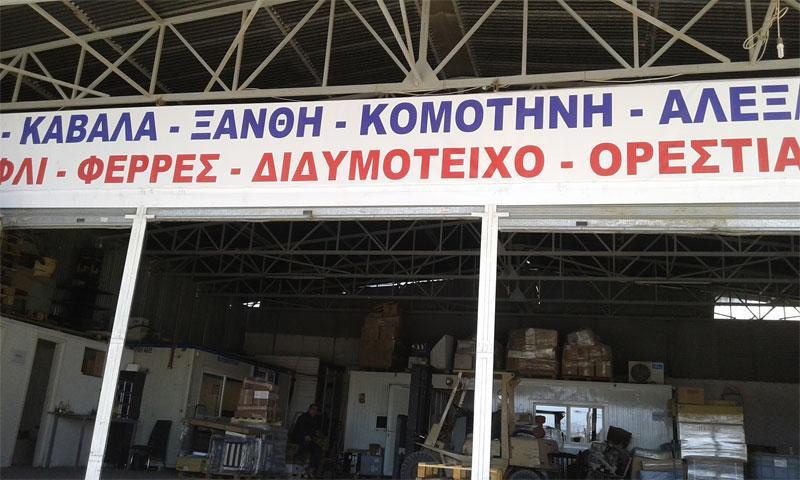 - ΚΑΒΑΛΑ - ΞΑΝΘΗ - ΚΟΜΟΤΗΝΗ - ΑΛΕΞ
ΦΛΙ - ΦΕΡΡΕΣ - ΔΙΔΥΜΟΤΕΙΧΟ - ΟΡΕΣΤΙΑ